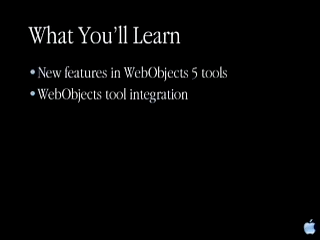 What You'll Learn
• New features in WebObjects 5 tools
• WebObjects tool integration